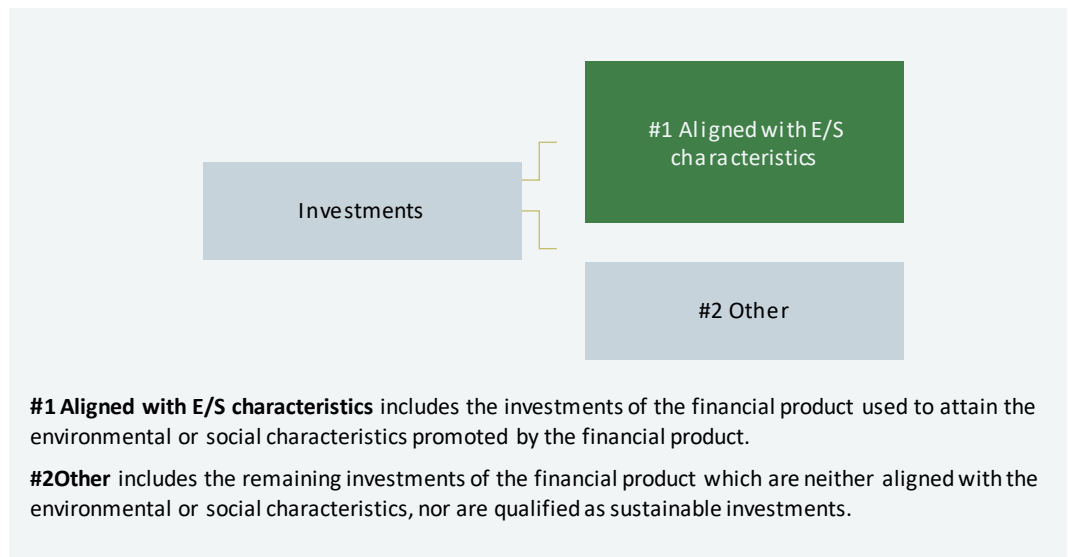 #1 Aligned with E/S
characteristics
Investments
#2 Other
#1 Aligned with E/S characteristics includes the investments of the financial product used to attain the
environmental or social characteristics promoted by the financial product.
#2Other includes the remaining investments of the financial product which are neither aligned with the
environmental or social characteristics, nor are qualified as sustainable investments.